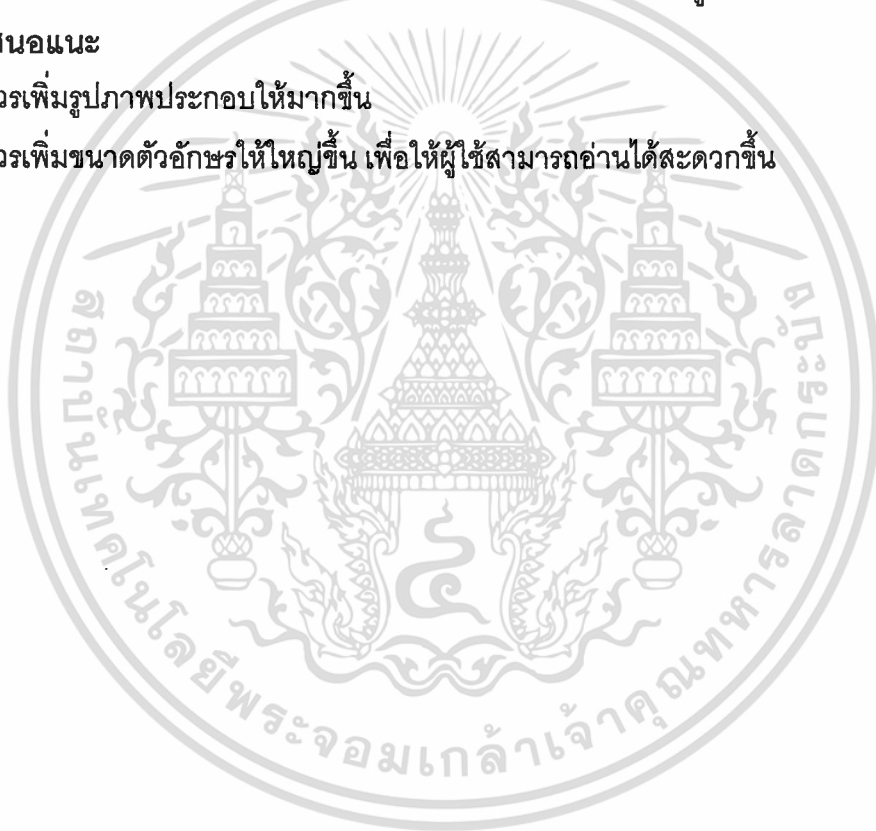 สนอแนะ
วรเพิ่มรูปภาพประกอบให้มากขึ้น
วรเพิ่มขนาดตัวอักษรให้ใหญ่ขึ้น เพื่อให้ผู้ใช้สามารถอ่านได้สะดวกขึ้น
สถาบันเทคโนโลยีพระจอมเกล้าเจ้าคุณทหารลาดกระบัง
๔